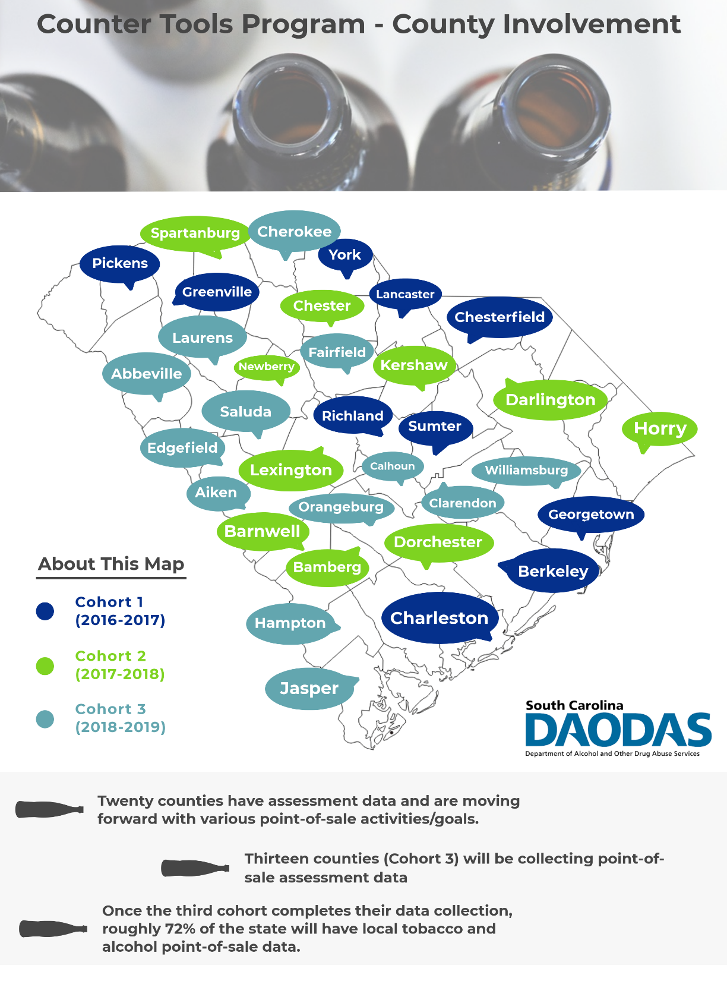 Counter Tools Program - County Involvement
Spartanburg
Cherokee
Pickens
York
Greenville
Lancaster
Chester
Chesterfield
Laurens
Fairfield
Newberry
Kershaw
Abbeville
Darlington
Saluda
Richland
Sumter
Horry
Edgefield
Lexington
Calhoun
Williamsburg
Aiken
Orangeburg
Clarendon
Georgetown
Barnwell
Dorchester
Bamberg
Berkeley
Charleston
Hampton
Jasper
About This Map
Cohort 1
(2016-2017)
Cohort 2
(2017-2018)
Cohort 3
(2018-2019)
South Carolina
DAODAS
Department of Alcohol and Other Drug Abuse Services
Twenty counties have assessment data and are moving
forward with various point-of-sale activities/goals.
Thirteen counties (Cohort 3) will be collecting point-of-
sale assessment data
Once the third cohort completes their data collection,
roughly 72% of the state will have local tobacco and
alcohol point-of-sale data.